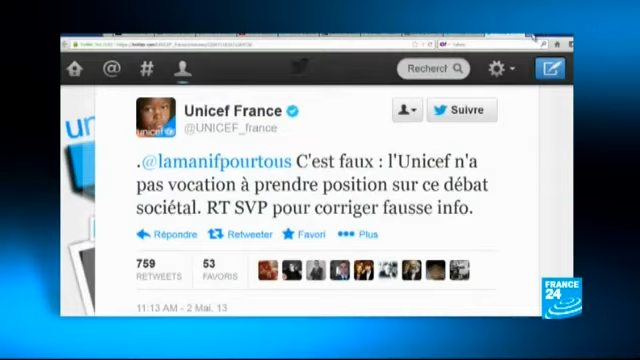 @ # Recherch
Unicef France
@UNICEF_france
Suivre
unicef
.@lamanifpourtous C'est faux : l'Unicef n'a
pas vocation à prendre position sur ce débat
sociétal. RT SVP pour corriger fausse info.
Répondre Retweeter Favori Plus
759 53
RETWEETS FAVORIS
11:13 AM - 2 Mai, 13
FRANCE
24